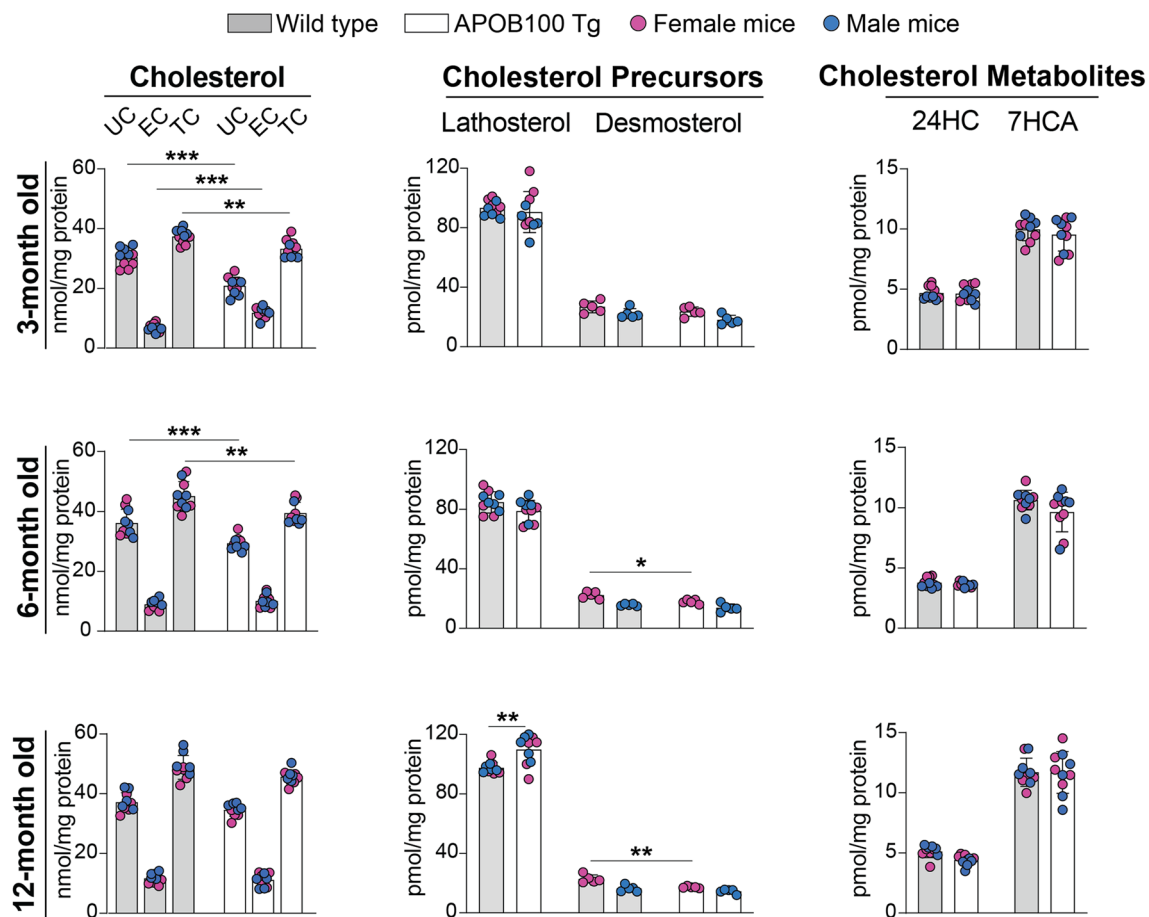 Wild type APOB100 Tg Female mice Male mice
Cholesterol Cholesterol Precursors Cholesterol Metabolites
UC EC TC UC EC TC Lathosterol Desmosterol 24HC 7HCA
3-month old
nmol/mg protein
60
40
20
0
***
***
**
pmol/mg protein
120
80
40
0
pmol/mg protein
15
10
5
0
6-month old
nmol/mg protein
60
40
20
0
***
**
pmol/mg protein
120
80
40
0
*
pmol/mg protein
15
10
5
0
12-month old
nmol/mg protein
60
40
20
0
pmol/mg protein
120
80
40
0
**
**
pmol/mg protein
15
10
5
0